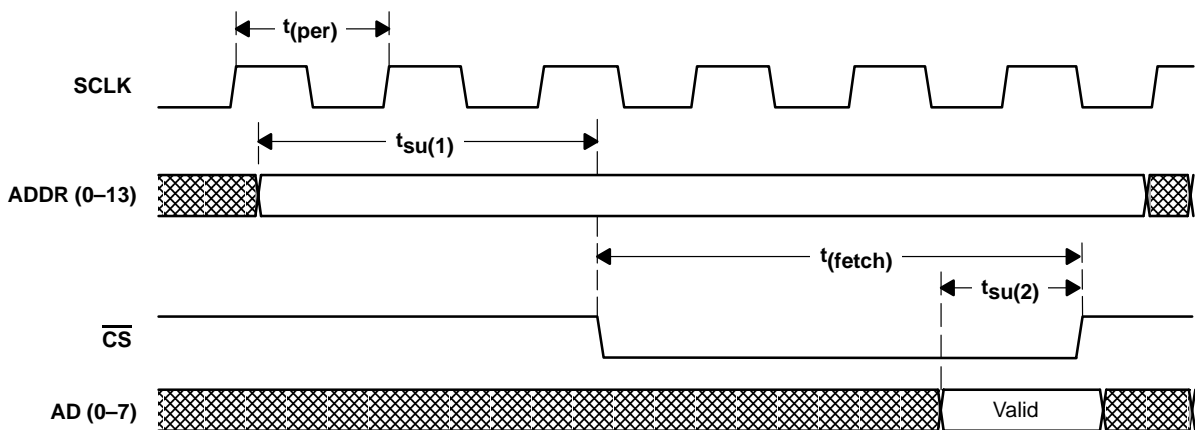 t(per)
SCLK
tsu(1)
ADDR (0–13)
t(fetch)
tsu(2)
CS
AD (0–7)
Valid